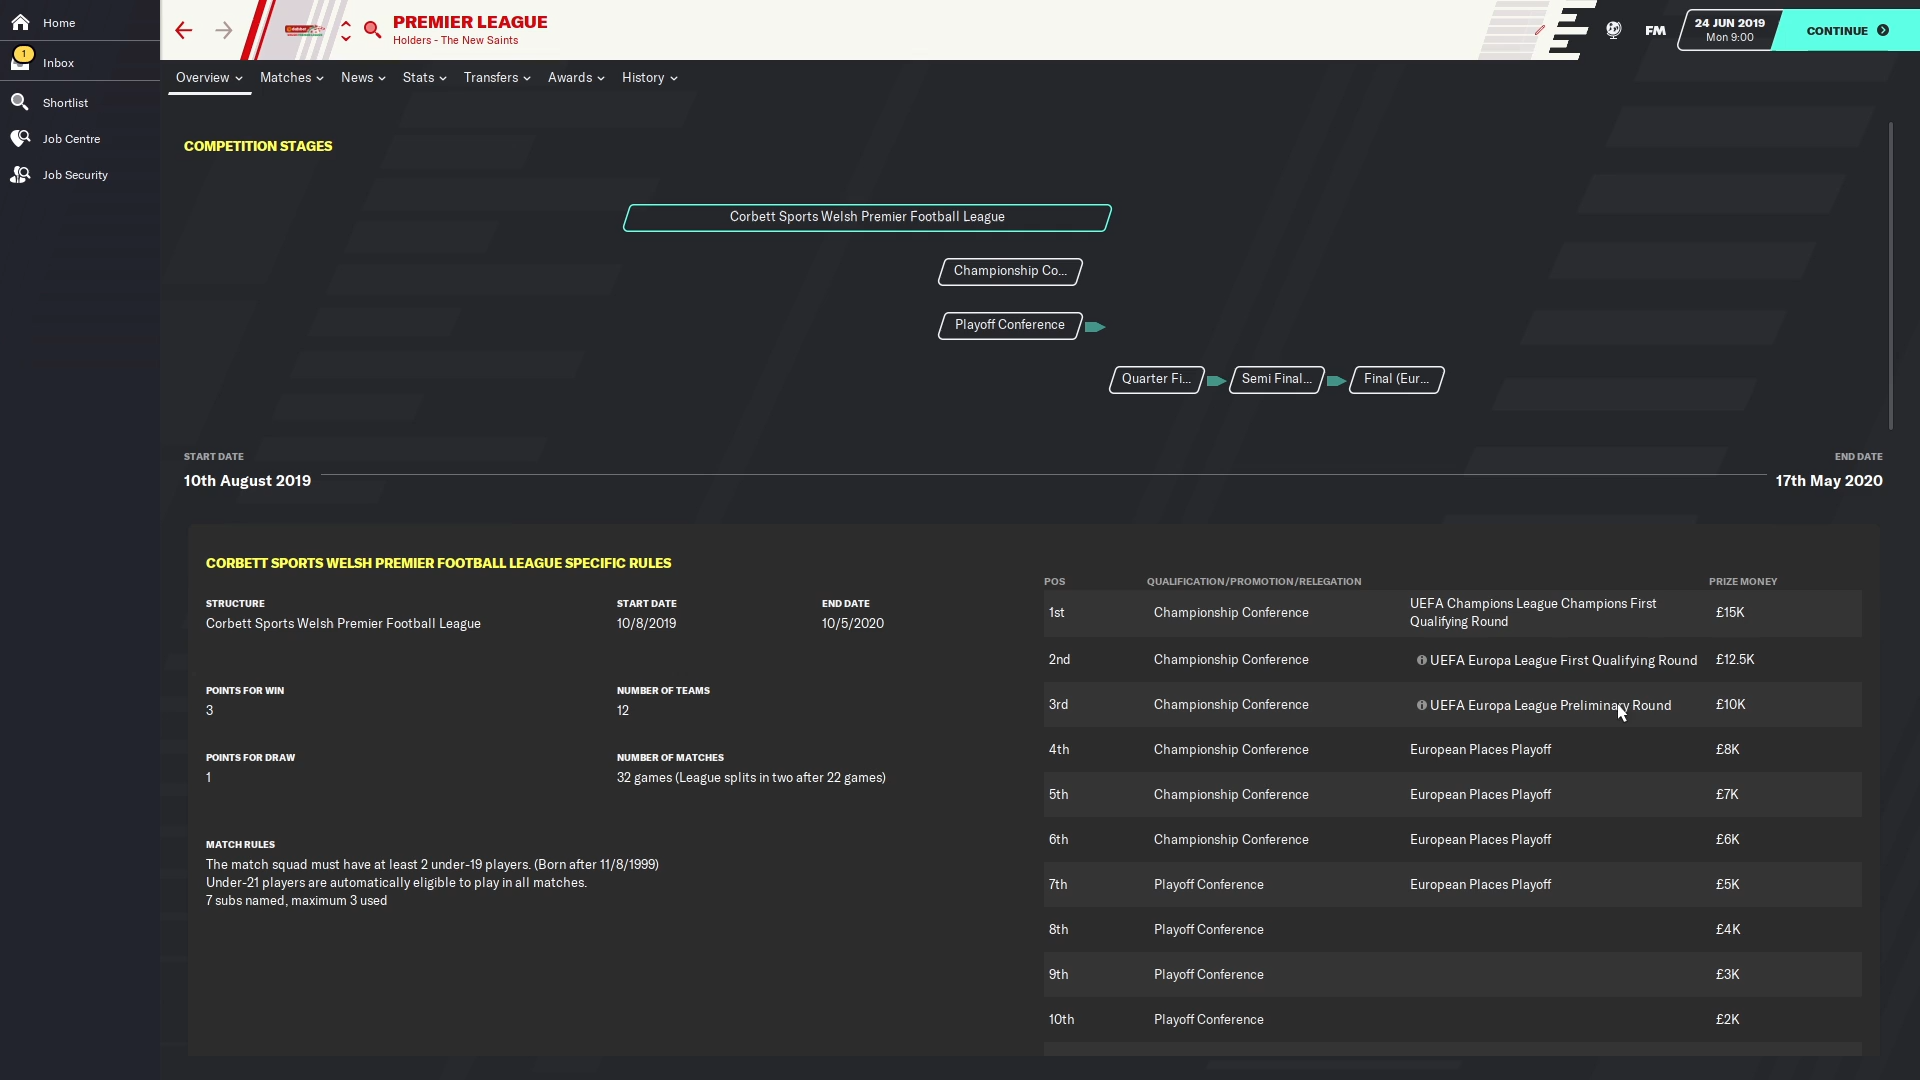 Home
1
Inbox
Shortlist
Job Centre
Job Security
PREMIER LEAGUE
Holders - The New Saints
FM
24 JUN 2019
Mon 9:00
CONTINUE
Overview
Matches
News
Stats
Transfers
Awards
History
COMPETITION STAGES
Corbett Sports Welsh Premier Football League
Championship Co...
Playoff Conference
Quarter Fi...
Semi Final...
Final (Eur...
START DATE
END DATE
10th August 2019
17th May 2020
CORBETT SPORTS WELSH PREMIER FOOTBALL LEAGUE SPECIFIC RULES
STRUCTURE
Corbett Sports Welsh Premier Football League
START DATE
10/8/2019
END DATE
10/5/2020
POINTS FOR WIN
3
NUMBER OF TEAMS
12
POINTS FOR DRAW
1
NUMBER OF MATCHES
32 games (League splits in two after 22 games)
MATCH RULES
The match squad must have at least 2 under-19 players. (Born after 11/8/1999)
Under-21 players are automatically eligible to play in all matches.
7 subs named, maximum 3 used
POS QUALIFICATION/PROMOTION/RELEGATION PRIZE MONEY
1st Championship Conference UEFA Champions League Champions First Qualifying Round £15K
2nd Championship Conference UEFA Europa League First Qualifying Round £12.5K
3rd Championship Conference UEFA Europa League Preliminary Round £10K
4th Championship Conference European Places Playoff £8K
5th Championship Conference European Places Playoff £7K
6th Championship Conference European Places Playoff £6K
7th Playoff Conference European Places Playoff £5K
8th Playoff Conference £4K
9th Playoff Conference £3K
10th Playoff Conference £2K